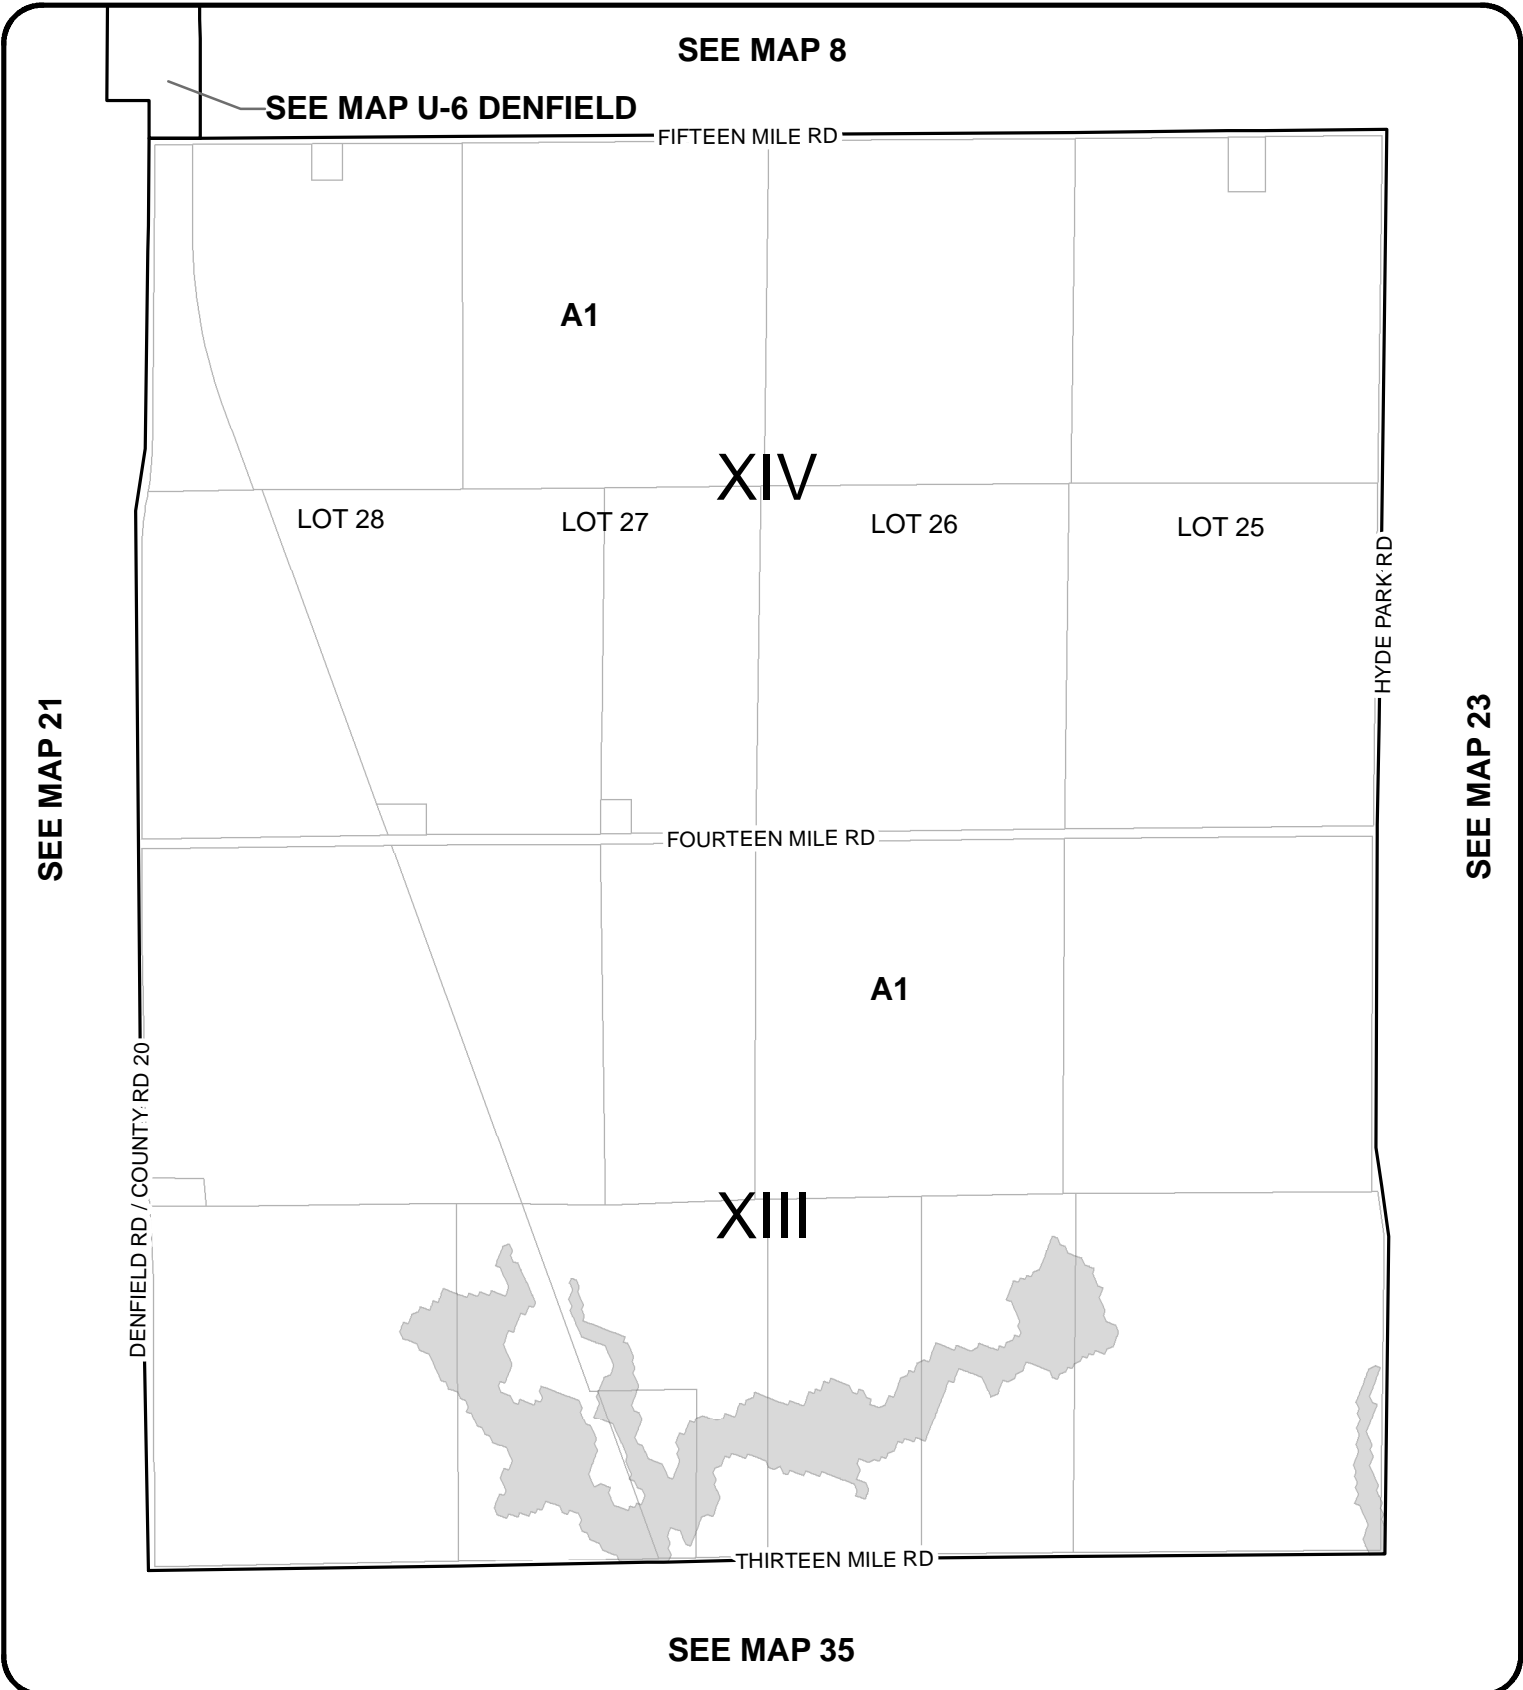 SEE MAP 8
SEE MAP U-6 DENFIELD
FIFTEEN MILE RD
A1
XIV
LOT 28
LOT 27
LOT 26
LOT 25
HYDE PARK RD
SEE MAP 21
SEE MAP 23
FOURTEEN MILE RD
A1
DENFIELD RD / COUNTY RD 20
XIII
THIRTEEN MILE RD
SEE MAP 35